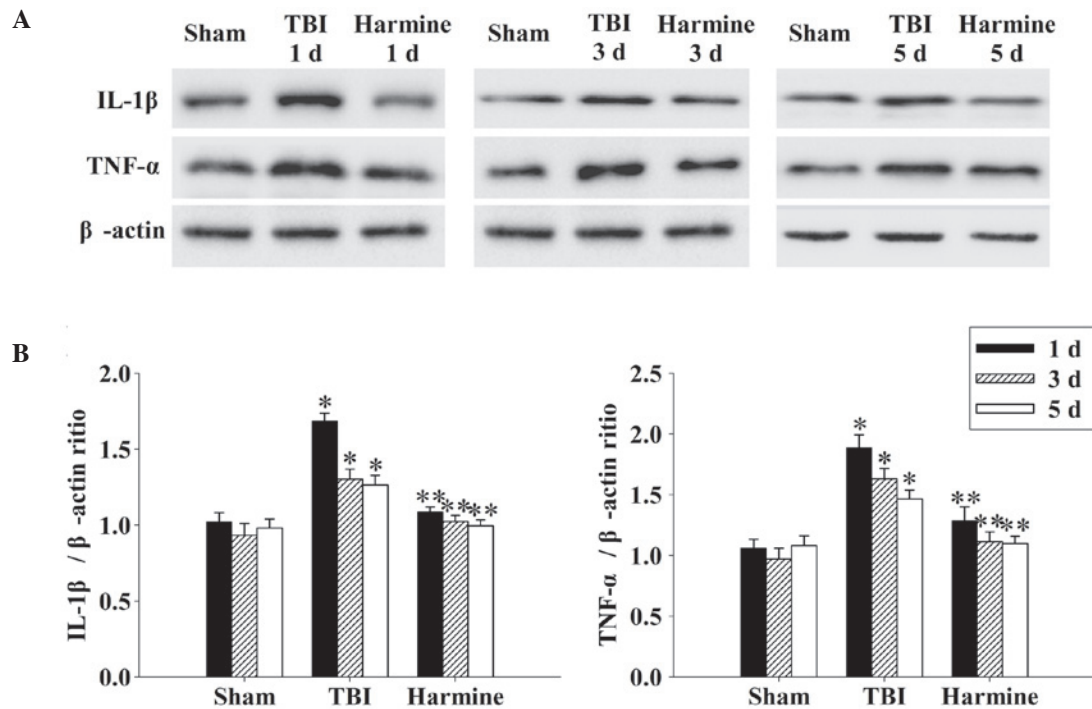 A
Sham TBI Harmine Sham TBI Harmine Sham TBI Harmine
1 d 1 d 3 d 3 d 5 d 5 d
IL-1β
TNF-α
β -actin
B
1 d
3 d
5 d
IL-1β / β -actin ritio
2.0
1.5
1.0
0.5
0.0
* * * ** ** **
Sham TBI Harmine
TNF-α / β -actin ritio
2.5
2.0
1.5
1.0
0.5
0.0
* * * ** ** **
Sham TBI Harmine